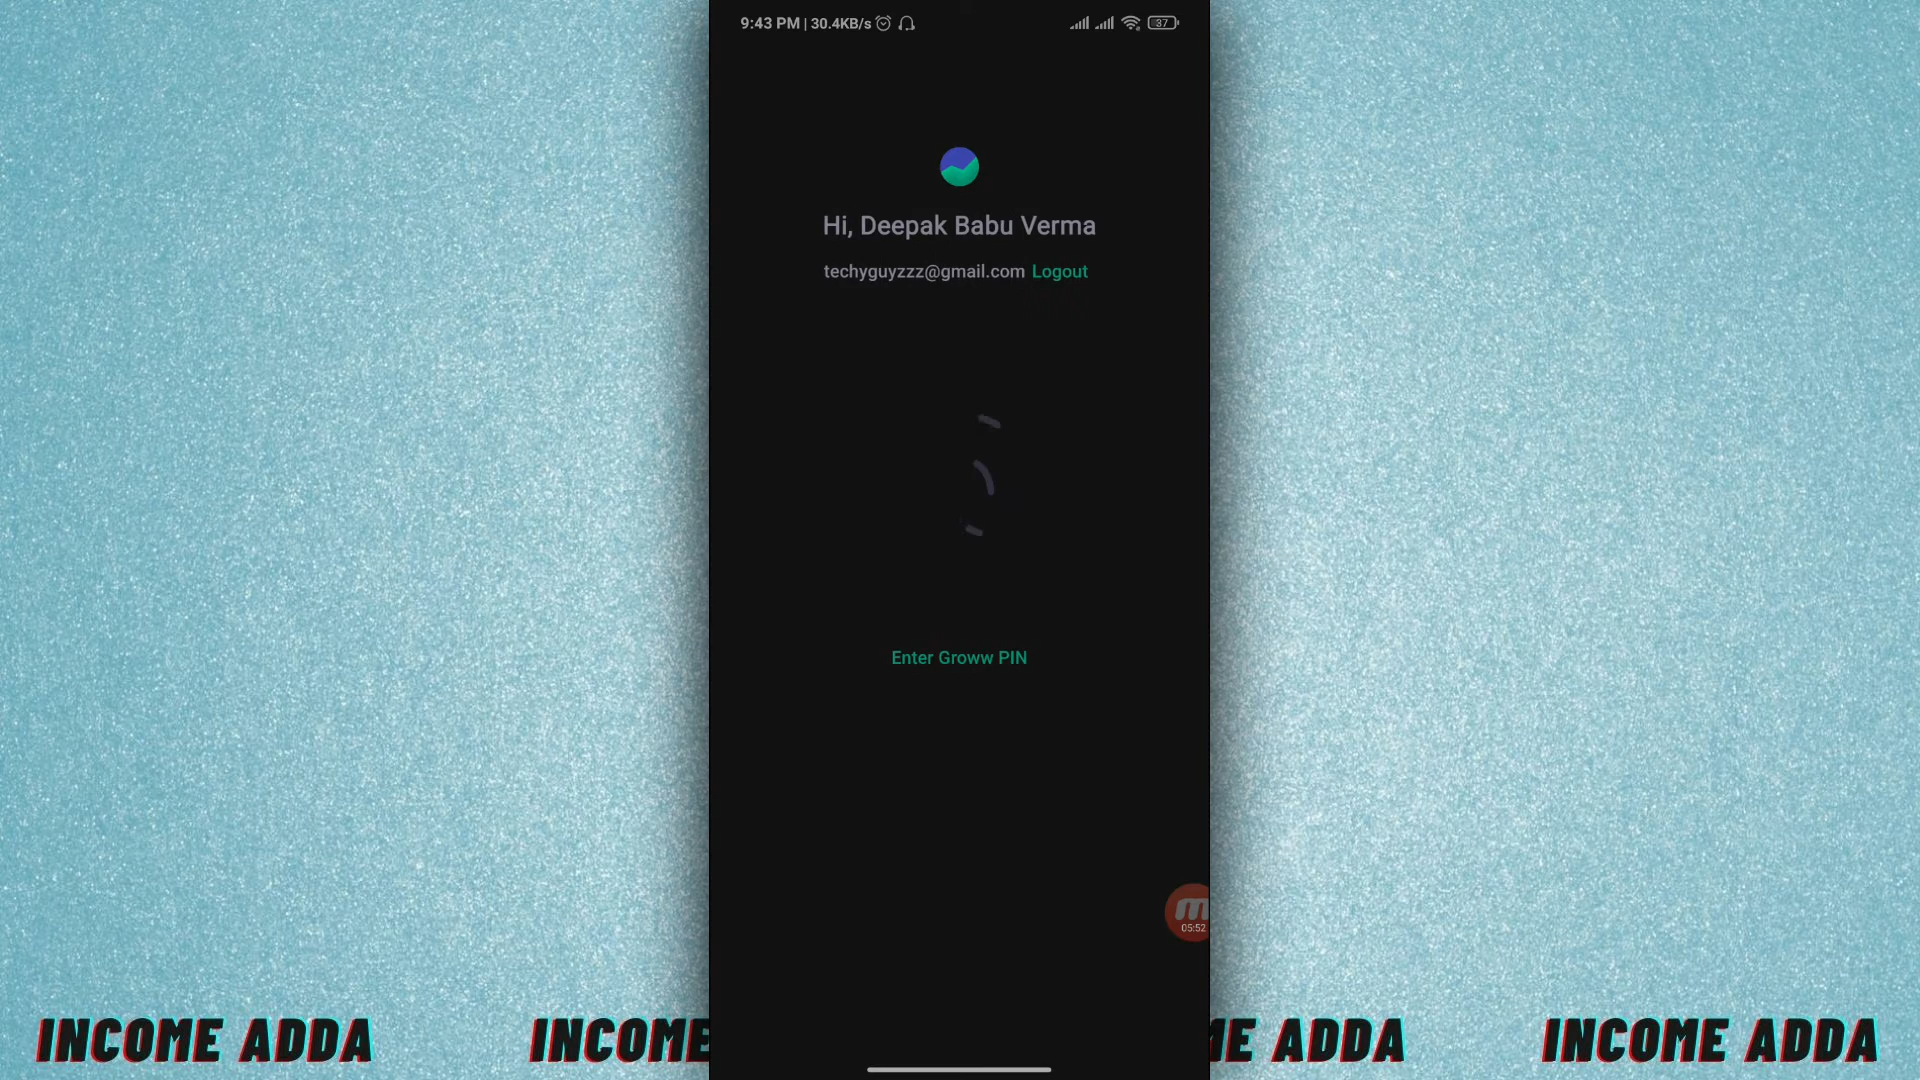 9:43 PM | 30.4KB/s 37
Hi, Deepak Babu Verma
techyguyzzz@gmail.com Logout
Enter Groww PIN
05:52
INCOME ADDA INCOME ME ADDA INCOME ADDA